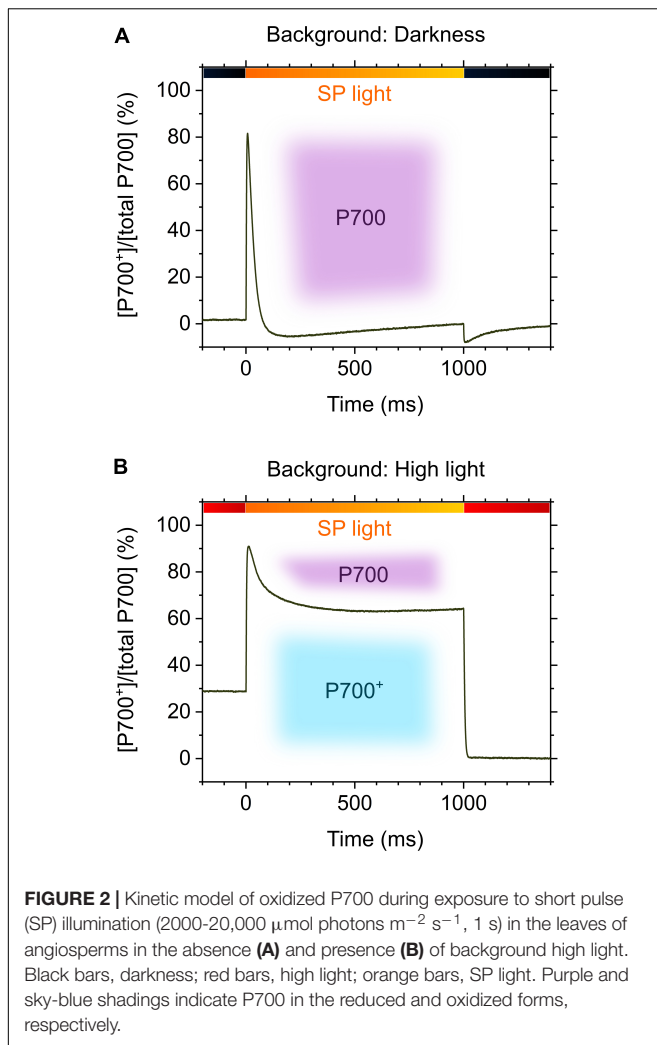 A Background: Darkness
100
SP light
80
60
P700
40
20
0
[P700⁺]/[total P700] (%)
0 500 1000
Time (ms)
B Background: High light
100
SP light
80
P700
60
40
P700⁺
20
0
[P700⁺]/[total P700] (%)
0 500 1000
Time (ms)
FIGURE 2 | Kinetic model of oxidized P700 during exposure to short pulse
(SP) illumination (2000-20,000 μmol photons m⁻² s⁻¹, 1 s) in the leaves of
angiosperms in the absence (A) and presence (B) of background high light.
Black bars, darkness; red bars, high light; orange bars, SP light. Purple and
sky-blue shadings indicate P700 in the reduced and oxidized forms,
respectively.